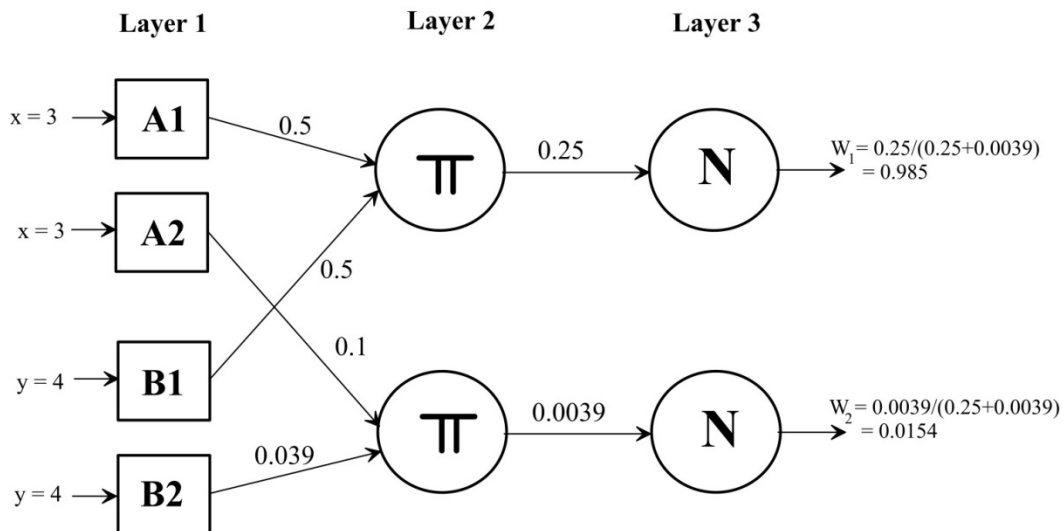 Layer 1
Layer 2
Layer 3
x = 3
A1
0.5
π
0.25
N
W1 = 0.25/(0.25+0.0039)
= 0.985
x = 3
A2
0.5
0.1
y = 4
B1
π
0.0039
N
W2 = 0.0039/(0.25+0.0039)
= 0.0154
y = 4
B2
0.039